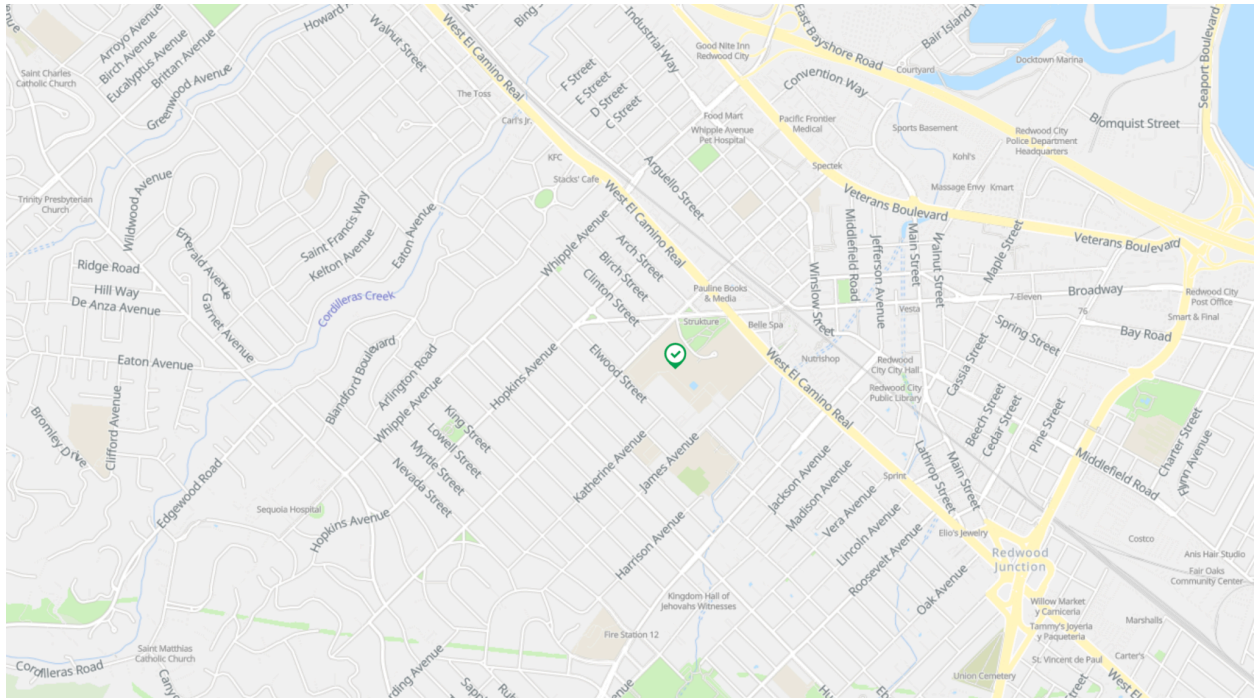 Howard A
Arroyo Avenue
Birch Avenue
Eucalyptus Avenue
Brittan Avenue
Greenwood Avenue
Walnut Street
West El Camino Real
Bing S
Industrial Way
F Street
E Street
D Street
C Street
Good Nite Inn
Redwood City
East Bayshore Road
Bair Island
Courtyard
Docktown Marina
Seaport Boulevard
Convention Way
Saint Charles
Catholic Church
The Toss
Carl's Jr.
Food Mart
Whipple Avenue
Pet Hospital
Pacific Frontier
Medical
Sports Basement
Redwood City
Police Department
Headquarters
Blomquist Street
KFC
Stacks' Cafe
Arguello Street
Spectek
Kohl's
Massage Envy
Kmart
Veterans Boulevard
Veterans Boulevard
Trinity Presbyterian
Church
Wildwood Avenue
Emerald Avenue
Saint Francis Way
Kelton Avenue
Eaton Avenue
Whipple Avenue
West El Camino Real
Arch Street
Birch Street
Clinton Street
Winslow Street
Middlefield Road
Jefferson Avenue
Main Street
Walnut Street
Maple Street
Ridge Road
Hill Way
De Anza Avenue
Garnet Avenue
Cordilleras Creek
Pauline Books
& Media
Strukture
Belle Spa
Vesta
7-Eleven
Broadway
76
Redwood City
Post Office
Smart & Final
Bay Road
Spring Street
Eaton Avenue
Clifford Avenue
Bromley Drive
Blandford Boulevard
Arlington Road
Whipple Avenue
Hopkins Avenue
Elwood Street
West El Camino Real
Nutrishop
Redwood
City City Hall
Redwood City
Public Library
Cassia Street
Beech Street
Cedar Street
Pine Street
Middlefield Road
Charter Street
Flynn Avenue
King Street
Lowell Street
Myrtle Street
Nevada Street
Katherine Avenue
James Avenue
Jackson Avenue
Madison Avenue
Vera Avenue
Lincoln Avenue
Roosevelt Avenue
Oak Avenue
Sprint
Lathrop Street
Main Street
Edgewood Road
Sequoia Hospital
Hopkins Avenue
Harrison Avenue
Elio's Jewelry
Redwood
Junction
Costco
Anis Hair Studio
Fair Oaks
Community Center
Kingdom Hall of
Jehovahs Witnesses
Fire Station 12
Willow Market
y Carniceria
Tammy's Joyeria
y Paqueteria
Marshalls
St. Vincent de Paul
Carter's
Union Cemetery
West El
Saint Matthias
Catholic Church
Cordilleras Road